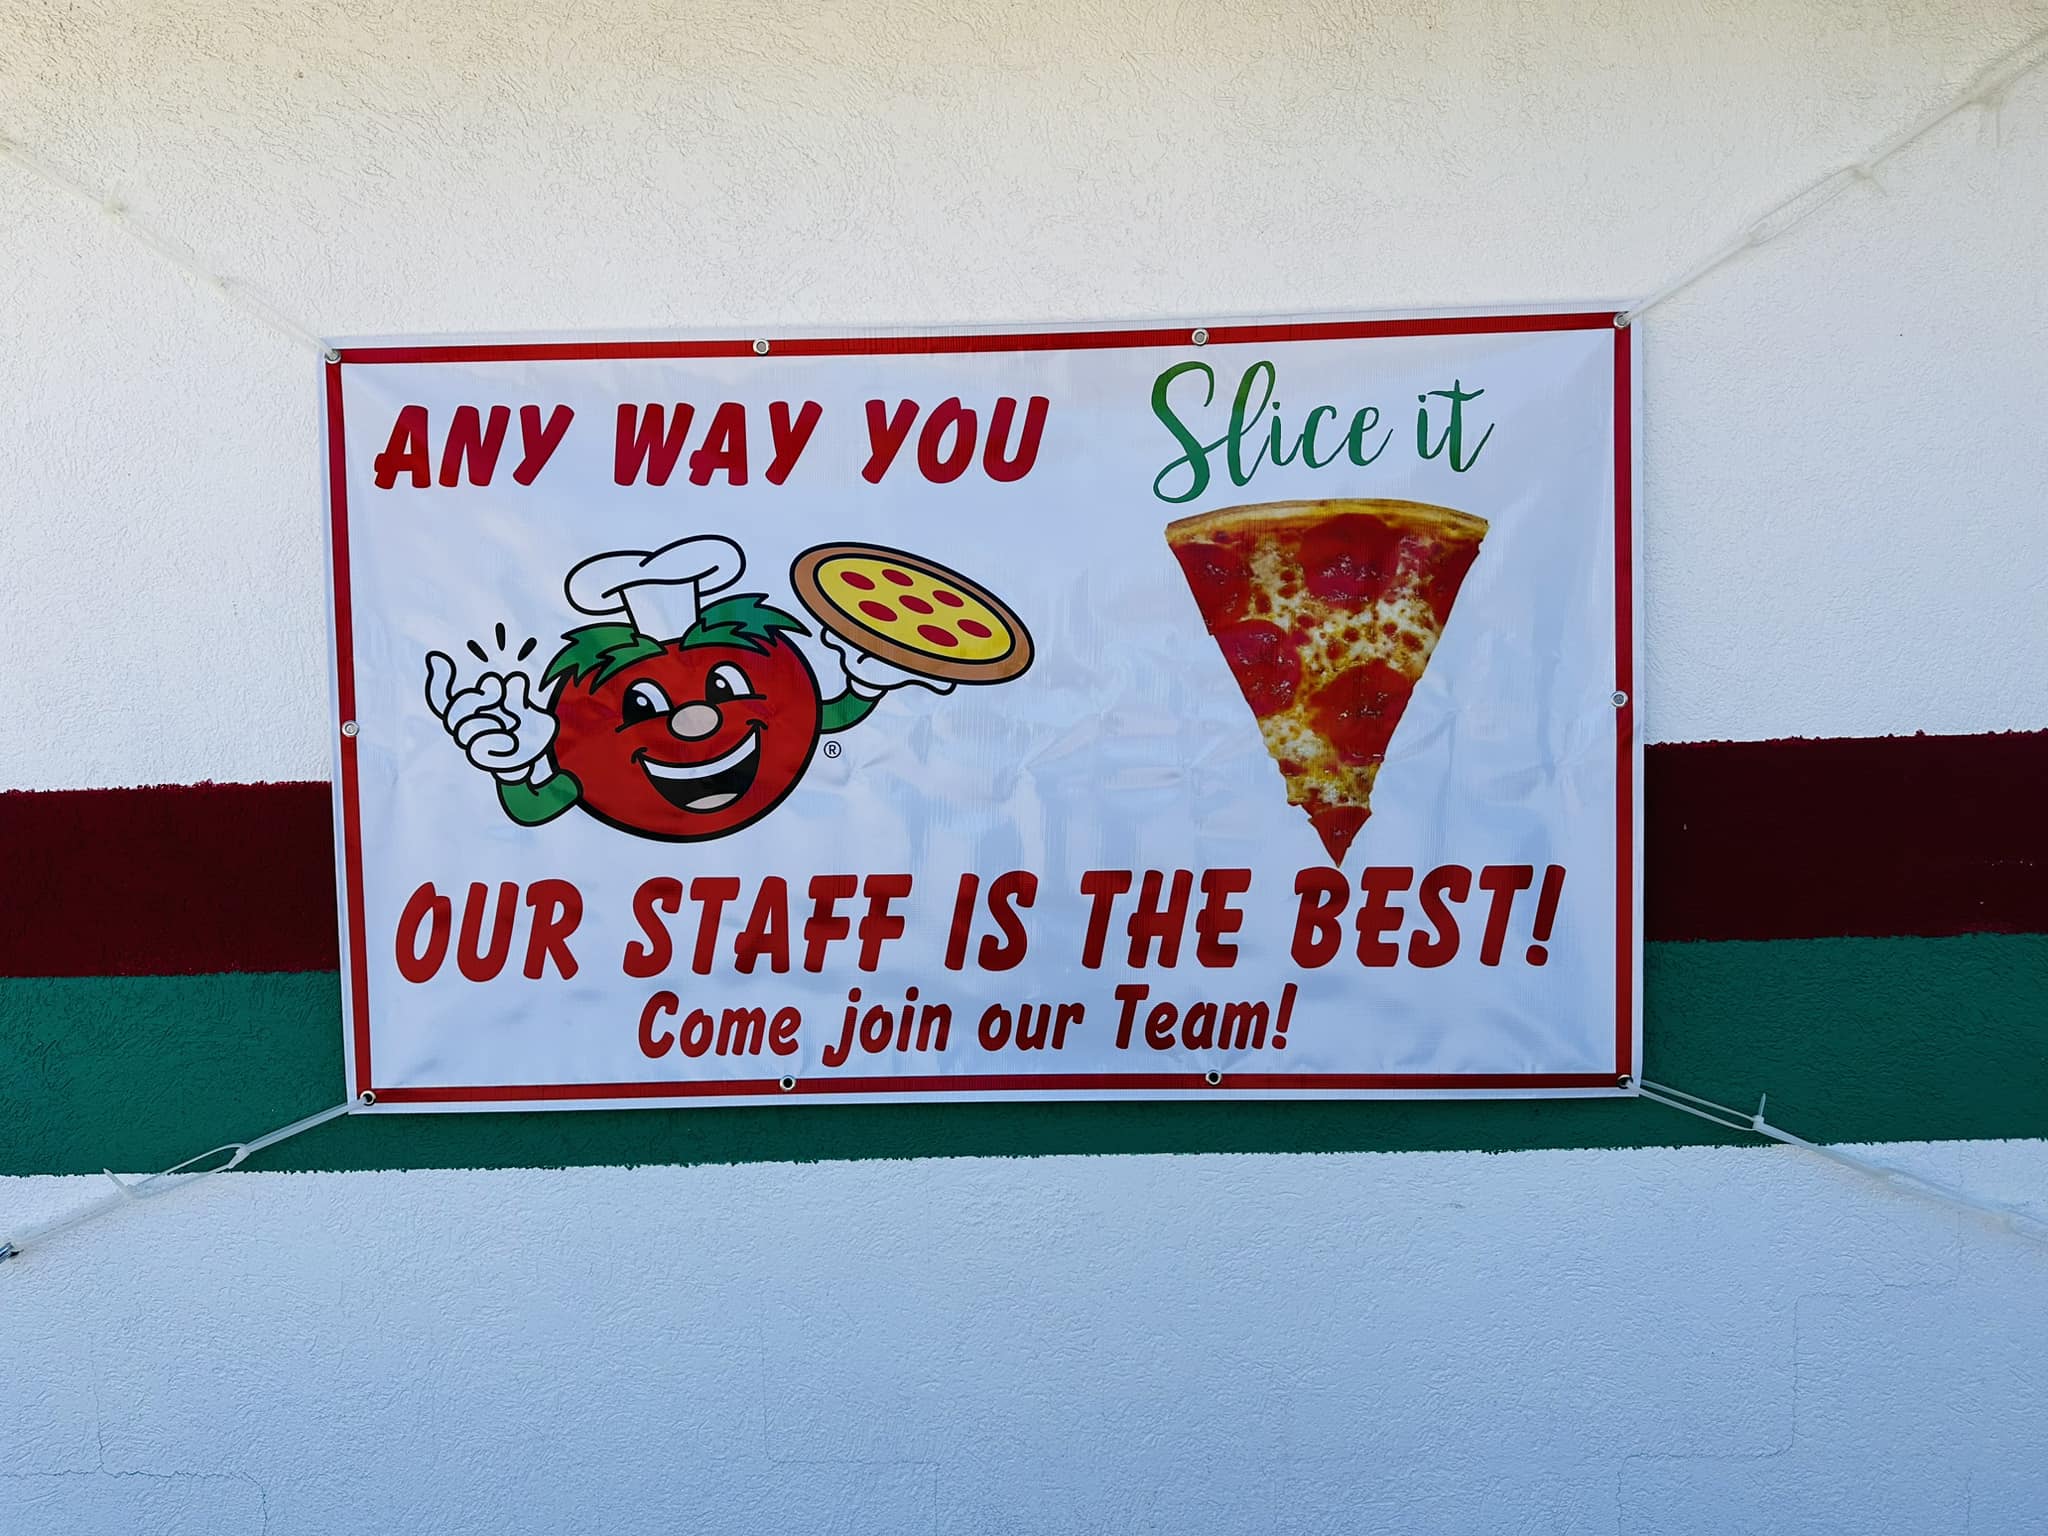 ANY WAY YOU Slice it
®
OUR STAFF IS THE BEST!
Come join our Team!